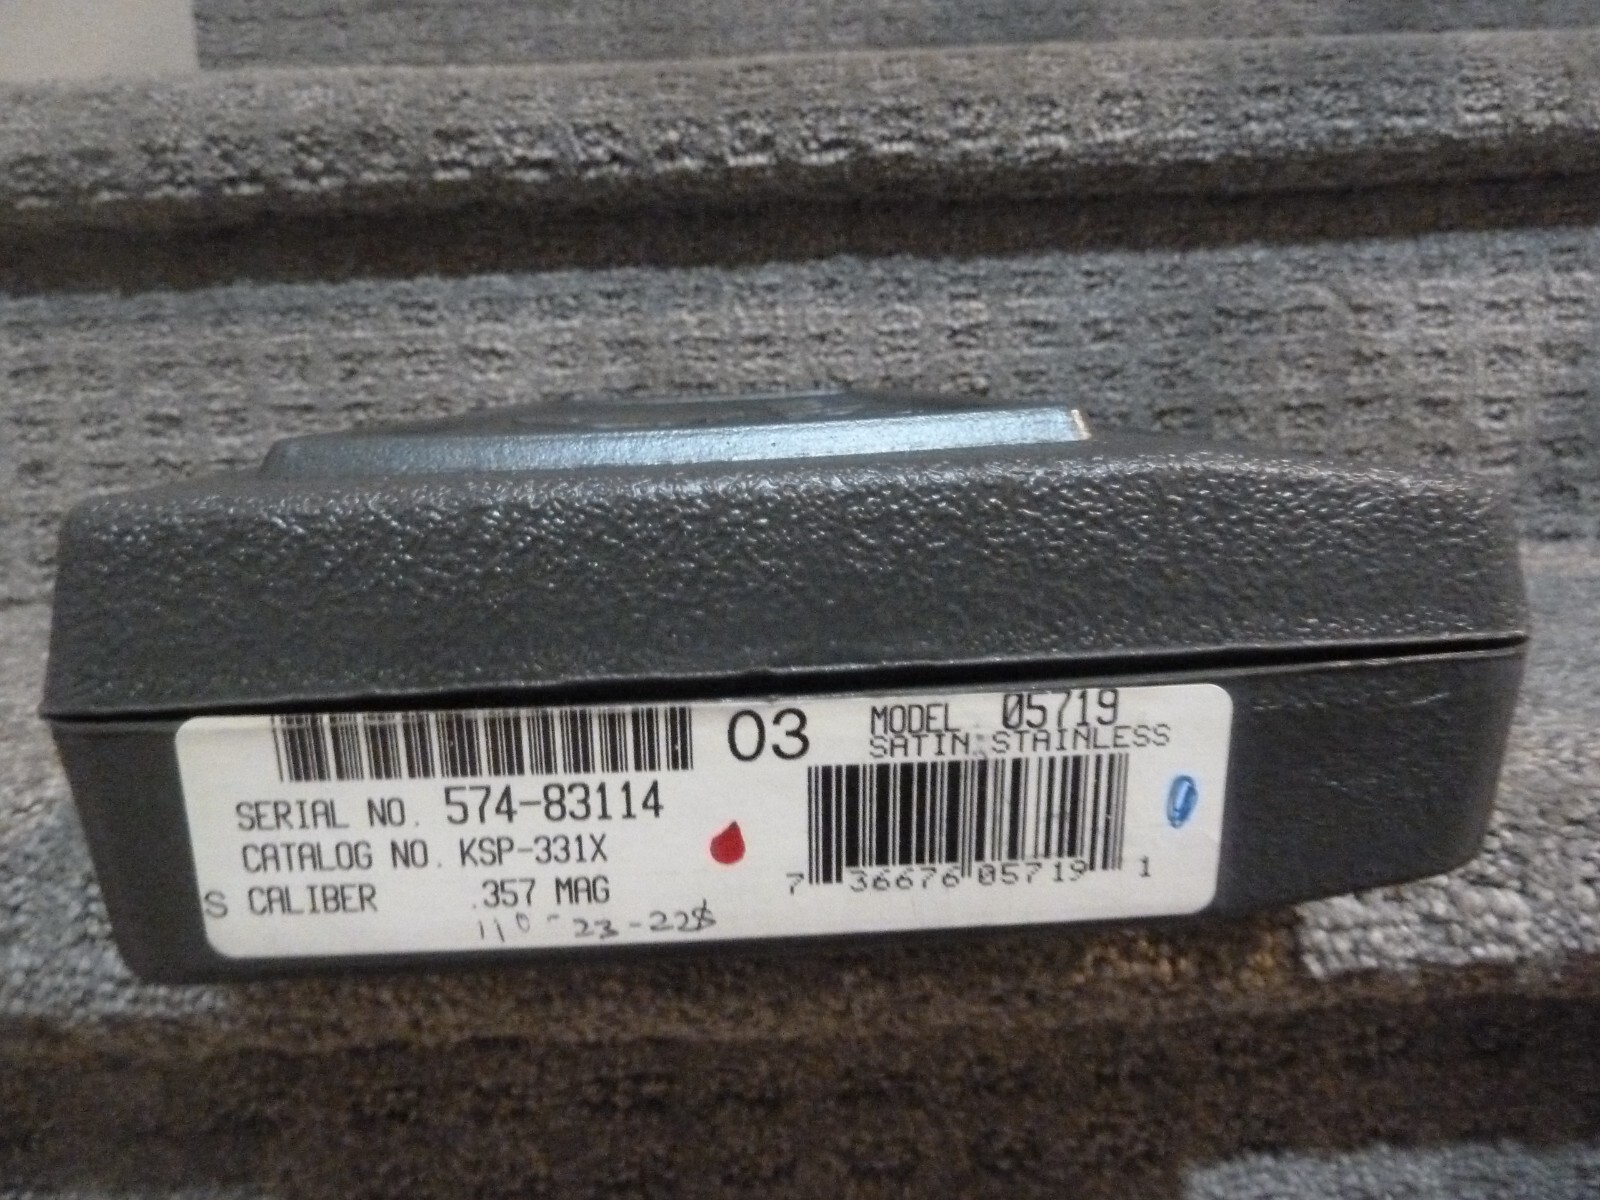 03
MODEL 05719
SATIN STAINLESS
SERIAL NO. 574-83114
CATALOG NO. KSP-331X
S CALIBER .357 MAG
7 36676 05719 1